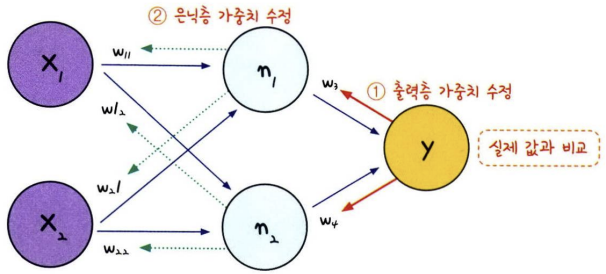 ② 은닉층 가중치 수정
X₁
w₁₁
n₁
w₃
① 출력층 가중치 수정
w1₂
y
실제 값과 비교
w₂1
X₂
w₂₂
n₂
w₄